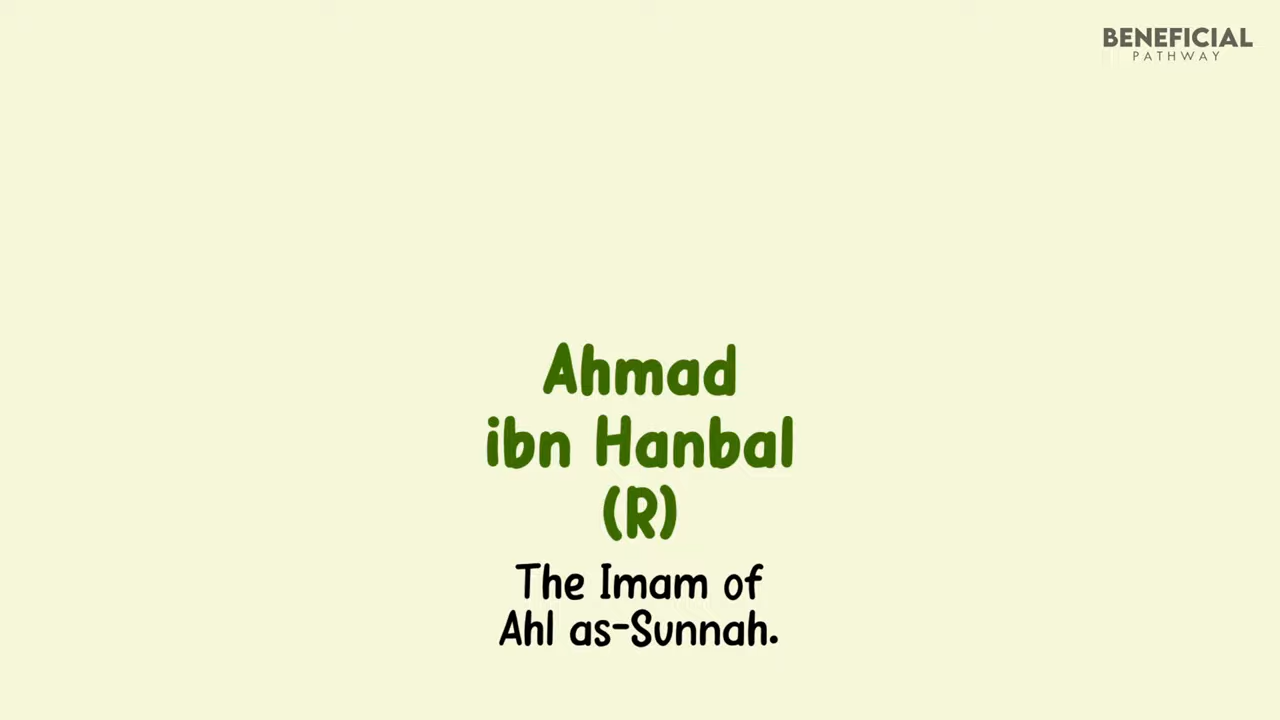 BENEFICIAL
PATHWAY
Ahmad
ibn Hanbal
(R)
The Imam of
Ahl as-Sunnah.